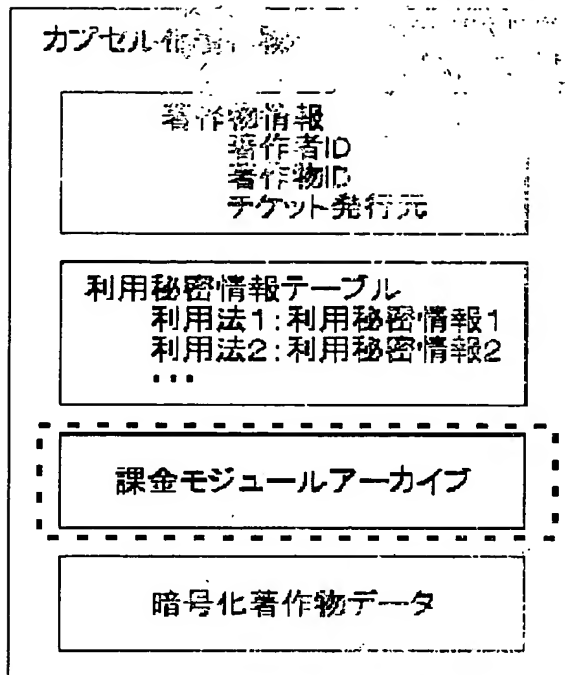 カプセル化
著作物情報
著作者ID
著作物ID
チケット発行元
利用秘密情報テーブル
利用法1:利用秘密情報1
利用法2:利用秘密情報2
...
課金モジュールアーカイブ
暗号化著作物データ